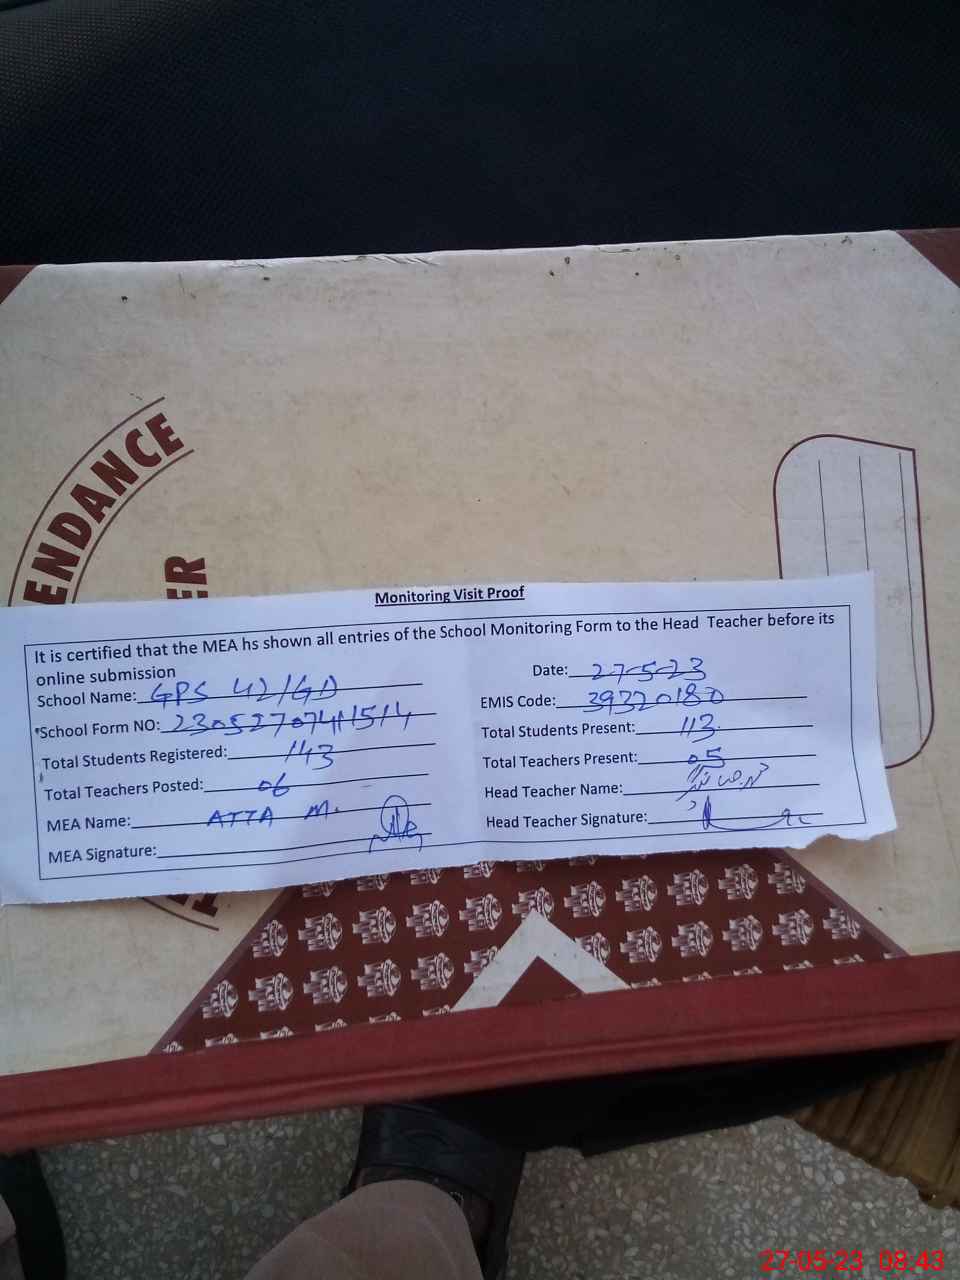 ENDANCE
ER
Monitoring Visit Proof
It is certified that the MEA hs shown all entries of the School Monitoring Form to the Head Teacher before its
online submission
Date: 27-5-23
School Name: GPS 42/GD
EMIS Code: 39320180
School Form NO:
Total Students Present: 113
Total Students Registered: 143
Total Teachers Present: 05
Total Teachers Posted: 06
Head Teacher Name:
MEA Name: ATTA M.
Head Teacher Signature:
MEA Signature:
27-05-23 08:43